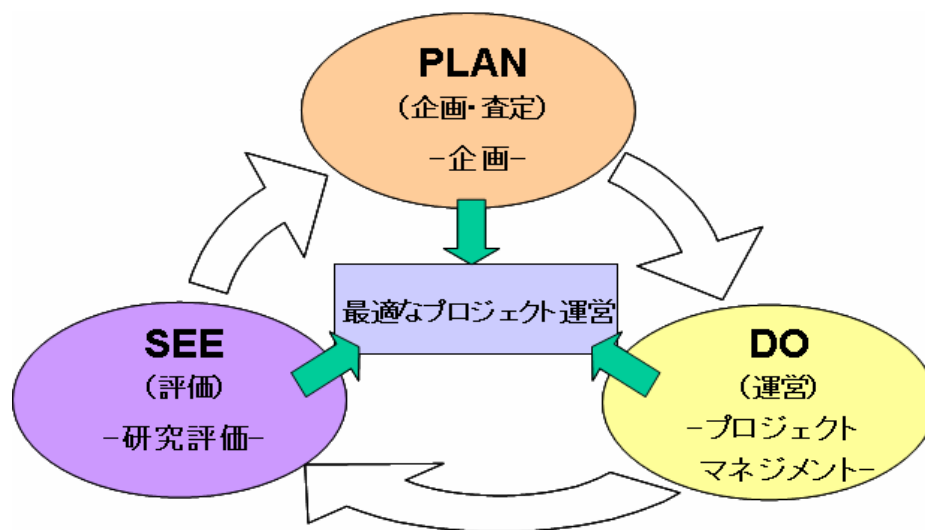 PLAN
(企画・査定)
-企画-
最適なプロジェクト運営
SEE
(評価)
-研究評価-
DO
(運営)
-プロジェクト
マネジメント-